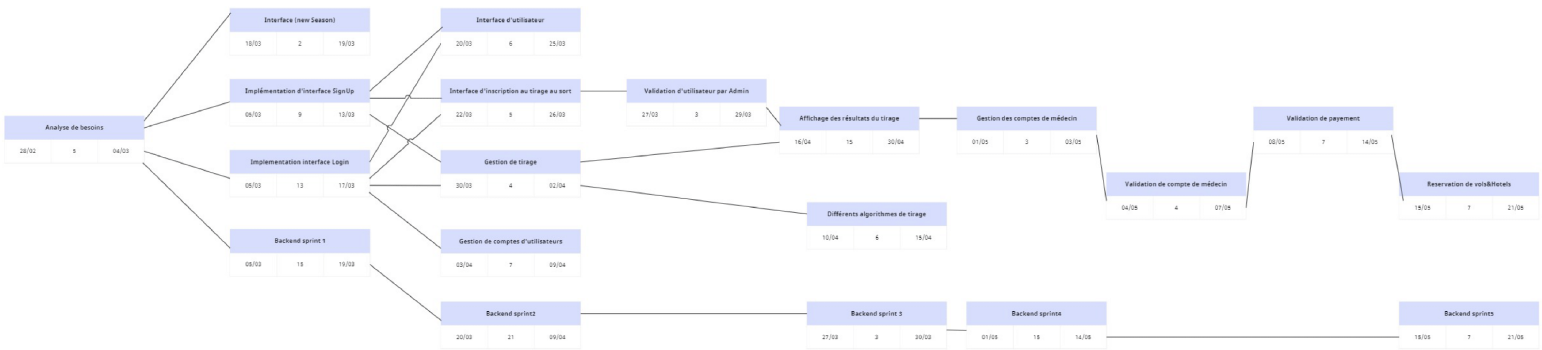 Interface (new Season)
18/03 2 19/03
Interface d'utilisateur
20/03 6 25/03
Implémentation d'interface SignUp
05/03 9 13/03
Interface d'inscription au tirage au sort
22/03 5 26/03
Validation d'utilisateur par Admin
27/03 3 29/03
Affichage des résultats du tirage
16/04 15 30/04
Gestion des comptes de médecin
01/05 3 03/05
Validation de payement
08/05 7 14/05
Analyse de besoins
28/02 5 04/03
Implementation interface Login
05/03 13 17/03
Gestion de tirage
30/03 4 02/04
Validation de compte de médecin
04/05 4 07/05
Reservation de vols&Hotels
15/05 7 21/05
Différents algorithmes de tirage
10/04 6 15/04
Backend sprint 1
05/03 15 19/03
Gestion de comptes d'utilisateurs
03/04 7 09/04
Backend sprint2
20/03 21 09/04
Backend sprint 3
27/03 3 30/03
Backend sprint4
01/05 15 14/05
Backend sprint5
15/05 7 21/05